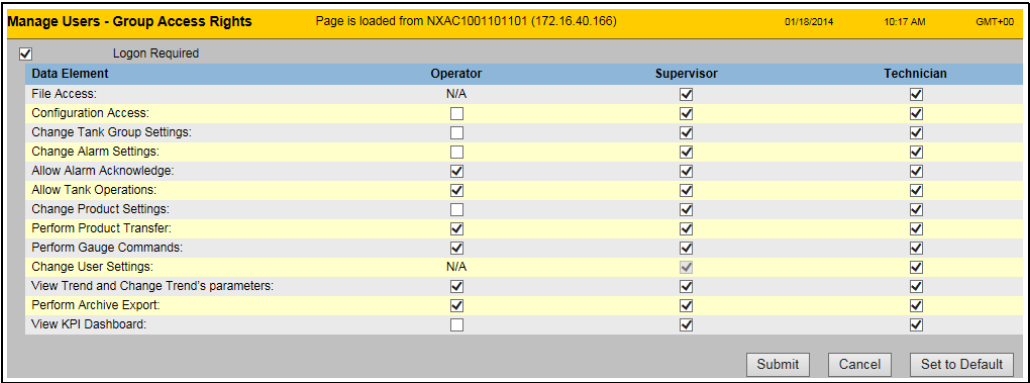 Manage Users - Group Access Rights Page is loaded from NXAC1001101101 (172.16.40.166) 01/18/2014 10:17 AM GMT+00
Logon Required
Data Element Operator Supervisor Technician
File Access: N/A
Configuration Access:
Change Tank Group Settings:
Change Alarm Settings:
Allow Alarm Acknowledge:
Allow Tank Operations:
Change Product Settings:
Perform Product Transfer:
Perform Gauge Commands:
Change User Settings: N/A
View Trend and Change Trend's parameters:
Perform Archive Export:
View KPI Dashboard:
Submit Cancel Set to Default